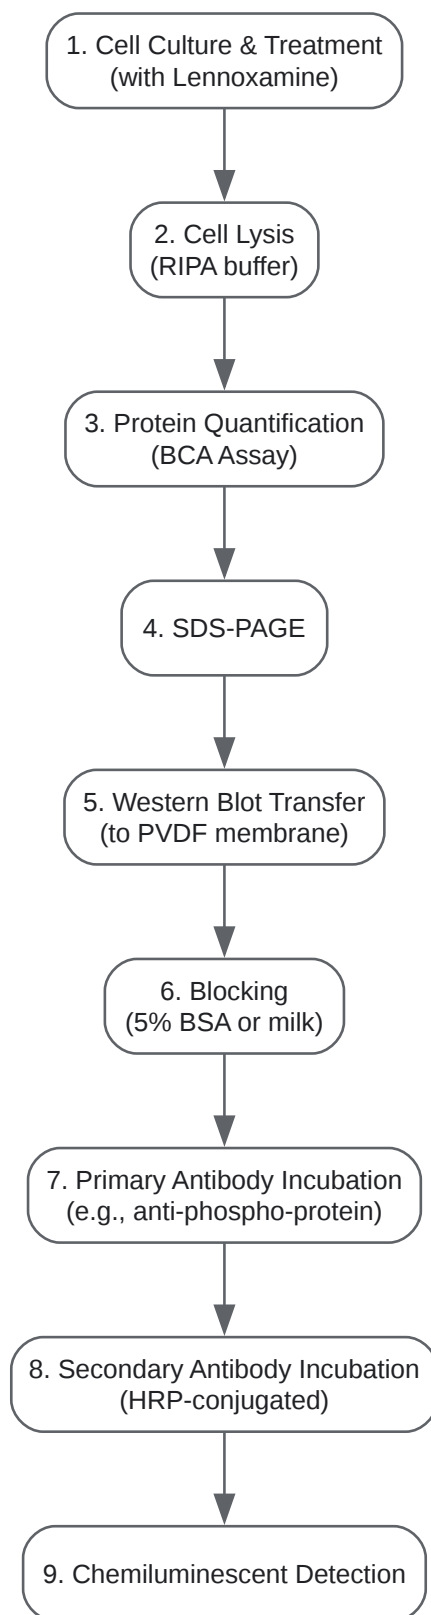 1. Cell Culture & Treatment
(with Lennoxamine)
2. Cell Lysis
(RIPA buffer)
3. Protein Quantification
(BCA Assay)
4. SDS-PAGE
5. Western Blot Transfer
(to PVDF membrane)
6. Blocking
(5% BSA or milk)
7. Primary Antibody Incubation
(e.g., anti-phospho-protein)
8. Secondary Antibody Incubation
(HRP-conjugated)
9. Chemiluminescent Detection